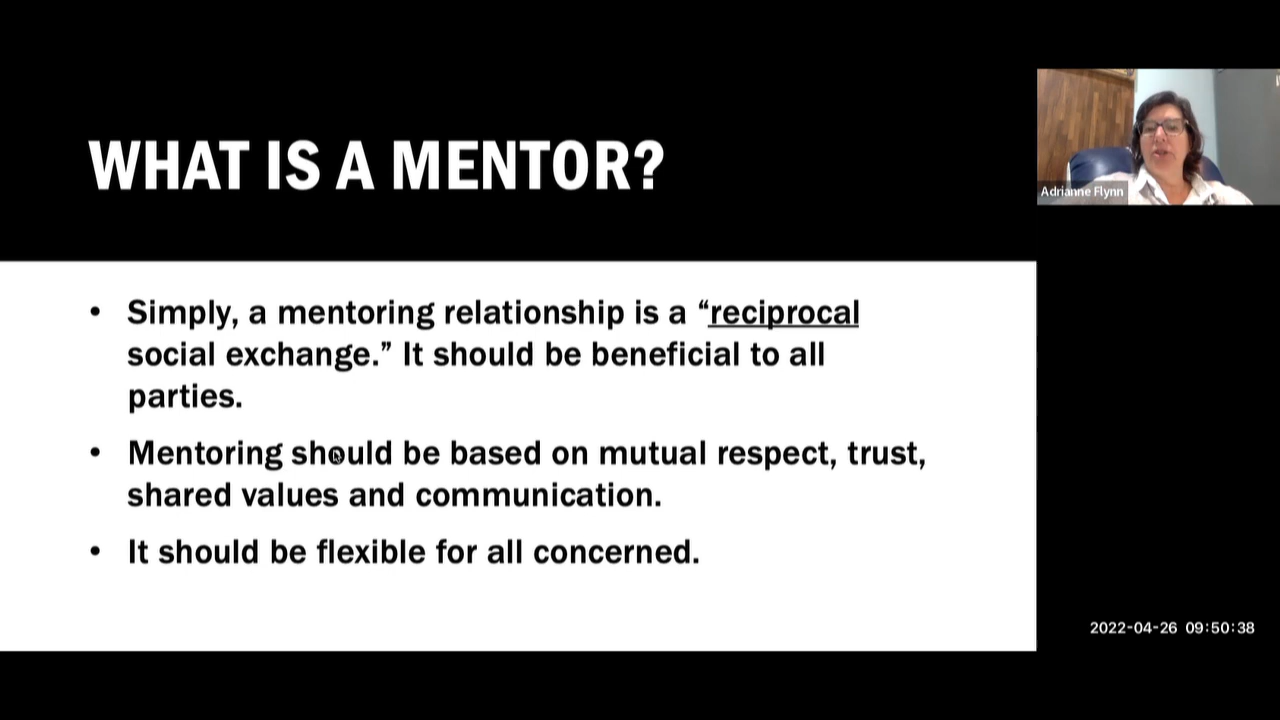 WHAT IS A MENTOR?
Adrianne Flynn
• Simply, a mentoring relationship is a “reciprocal
social exchange.” It should be beneficial to all
parties.
• Mentoring should be based on mutual respect, trust,
shared values and communication.
• It should be flexible for all concerned.
2022-04-26 09:50:38